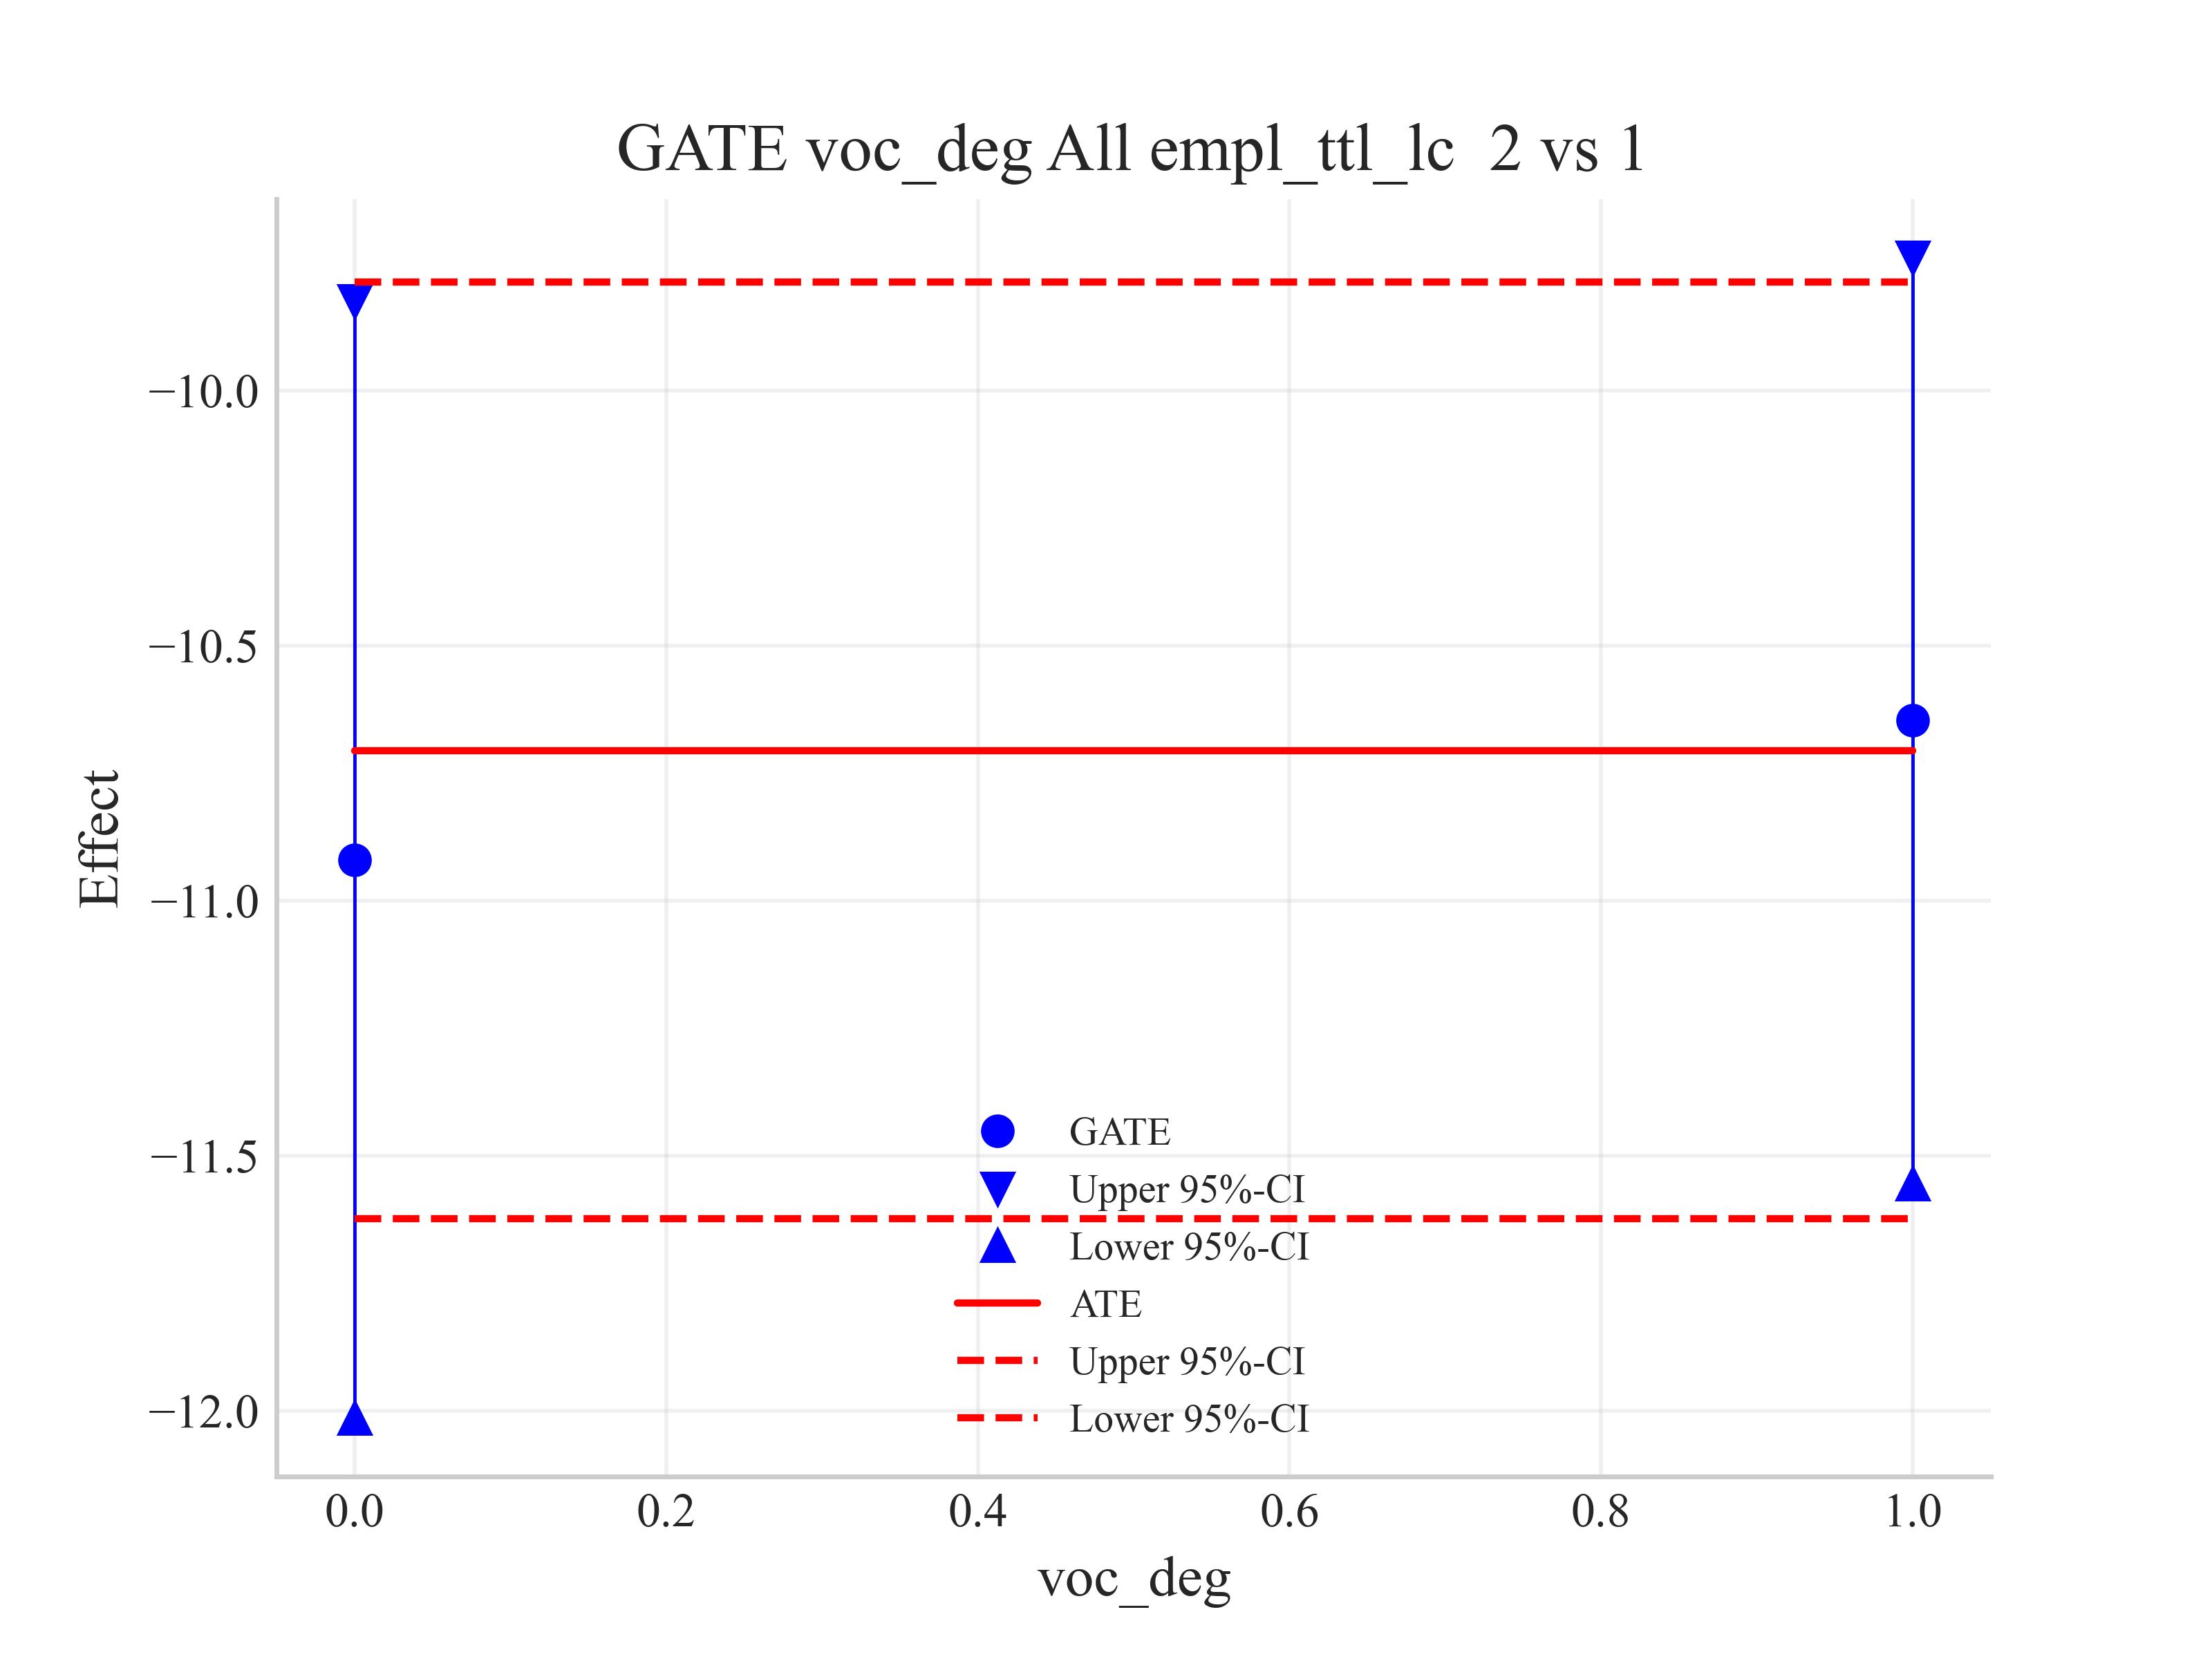 GATE voc_deg All empl_ttl_lc  2 vs 1
Effect
−10.0
−10.5
−11.0
−11.5
−12.0
GATE
Upper 95%-CI
Lower 95%-CI
ATE
Upper 95%-CI
Lower 95%-CI
0.0 0.2 0.4 0.6 0.8 1.0
voc_deg